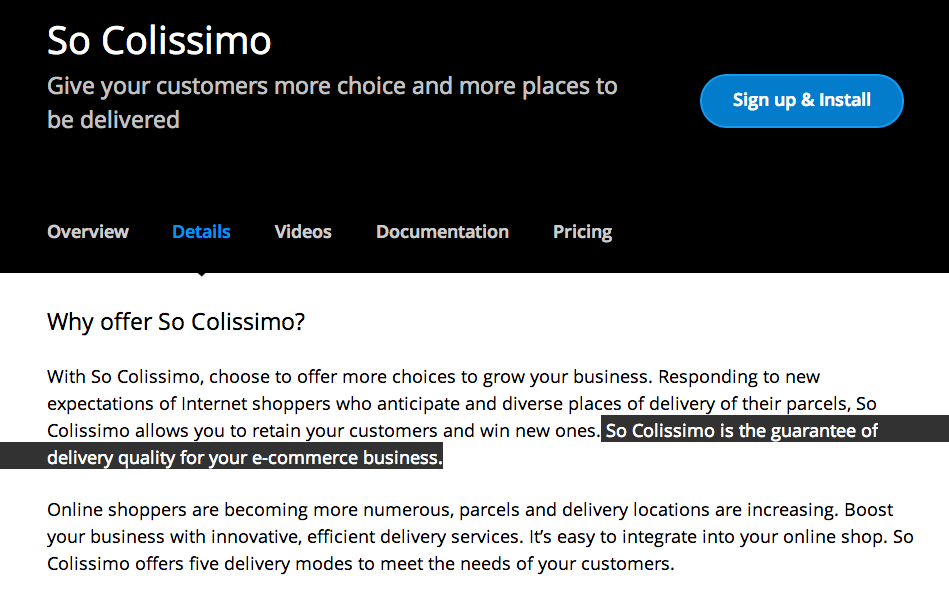 So Colissimo
Give your customers more choice and more places to
be delivered
Sign up & Install
Overview Details Videos Documentation Pricing
Why offer So Colissimo?
With So Colissimo, choose to offer more choices to grow your business. Responding to new
expectations of Internet shoppers who anticipate and diverse places of delivery of their parcels, So
Colissimo allows you to retain your customers and win new ones. So Colissimo is the guarantee of
delivery quality for your e-commerce business.
Online shoppers are becoming more numerous, parcels and delivery locations are increasing. Boost
your business with innovative, efficient delivery services. It’s easy to integrate into your online shop. So
Colissimo offers five delivery modes to meet the needs of your customers.